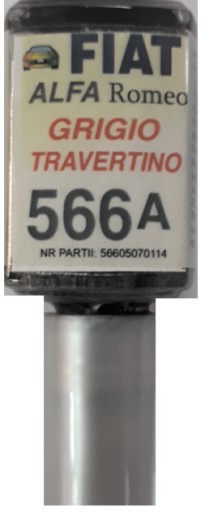 FIAT
ALFA Romeo
GRIGIO
TRAVERTINO
566A
NR PARTII: 56605070114